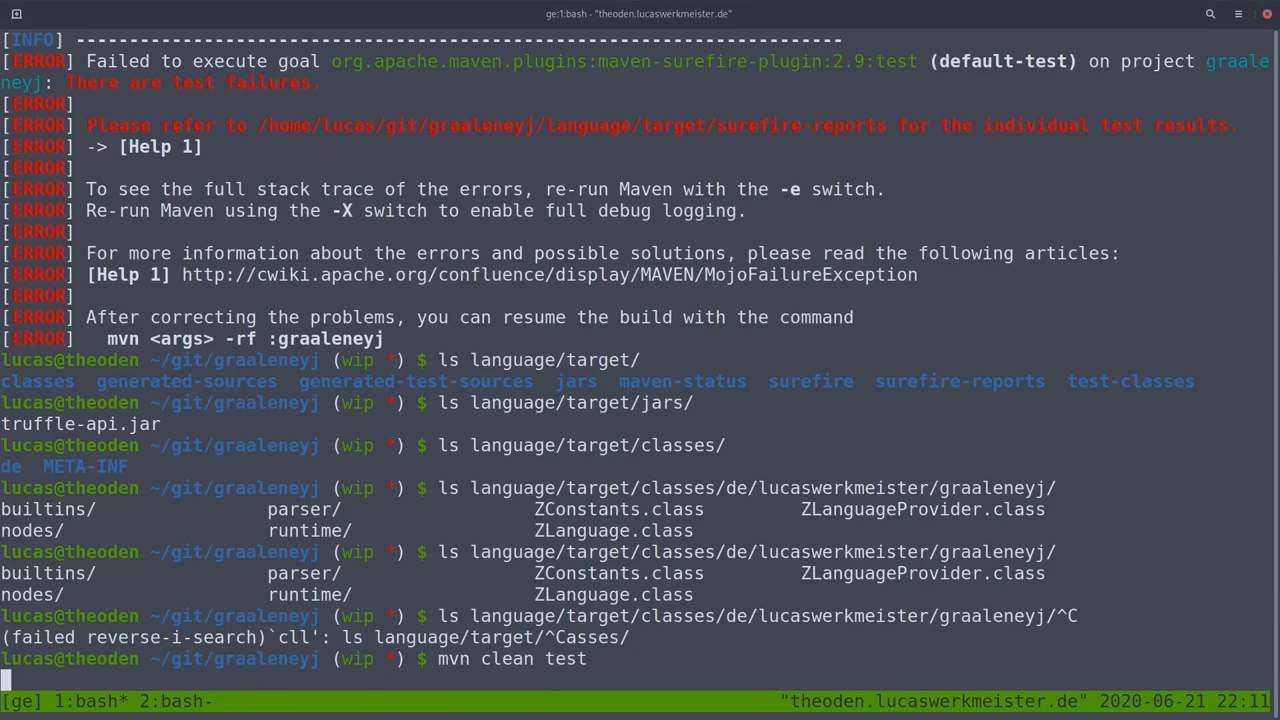 ge:1:bash - "theoden.lucaswerkmeister.de"
[INFO] ------------------------------------------------------------------------
[ERROR] Failed to execute goal org.apache.maven.plugins:maven-surefire-plugin:2.9:test (default-test) on project graale
neyj: There are test failures.
[ERROR]
[ERROR] Please refer to /home/lucas/git/graaleneyj/language/target/surefire-reports for the individual test results.
[ERROR] -> [Help 1]
[ERROR]
[ERROR] To see the full stack trace of the errors, re-run Maven with the -e switch.
[ERROR] Re-run Maven using the -X switch to enable full debug logging.
[ERROR]
[ERROR] For more information about the errors and possible solutions, please read the following articles:
[ERROR] [Help 1] http://cwiki.apache.org/confluence/display/MAVEN/MojoFailureException
[ERROR]
[ERROR] After correcting the problems, you can resume the build with the command
[ERROR]   mvn <args> -rf :graaleneyj
lucas@theoden ~/git/graaleneyj (wip *) $ ls language/target/
classes  generated-sources  generated-test-sources  jars  maven-status  surefire  surefire-reports  test-classes
lucas@theoden ~/git/graaleneyj (wip *) $ ls language/target/jars/
truffle-api.jar
lucas@theoden ~/git/graaleneyj (wip *) $ ls language/target/classes/
de  META-INF
lucas@theoden ~/git/graaleneyj (wip *) $ ls language/target/classes/de/lucaswerkmeister/graaleneyj/
builtins/                parser/                  ZConstants.class         ZLanguageProvider.class
nodes/                   runtime/                 ZLanguage.class
lucas@theoden ~/git/graaleneyj (wip *) $ ls language/target/classes/de/lucaswerkmeister/graaleneyj/
builtins/                parser/                  ZConstants.class         ZLanguageProvider.class
nodes/                   runtime/                 ZLanguage.class
lucas@theoden ~/git/graaleneyj (wip *) $ ls language/target/classes/de/lucaswerkmeister/graaleneyj/^C
(failed reverse-i-search)`cll': ls language/target/^Casses/
lucas@theoden ~/git/graaleneyj (wip *) $ mvn clean test
[ge] 1:bash* 2:bash- "theoden.lucaswerkmeister.de" 2020-06-21 22:11